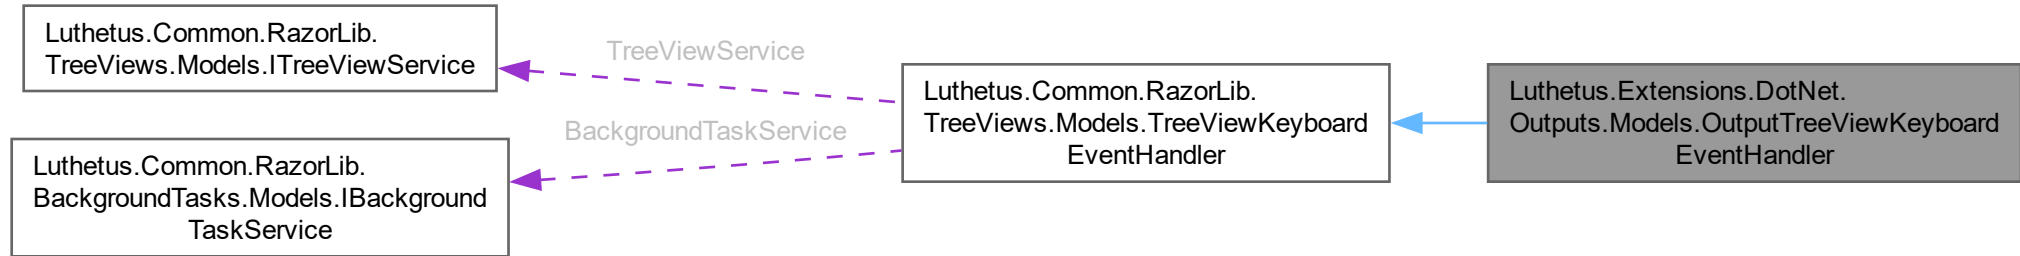 Luthetus.Common.RazorLib.
TreeViews.Models.ITreeViewService
TreeViewService
BackgroundTaskService
Luthetus.Common.RazorLib.
BackgroundTasks.Models.IBackground
TaskService
Luthetus.Common.RazorLib.
TreeViews.Models.TreeViewKeyboard
EventHandler
Luthetus.Extensions.DotNet.
Outputs.Models.OutputTreeViewKeyboard
EventHandler